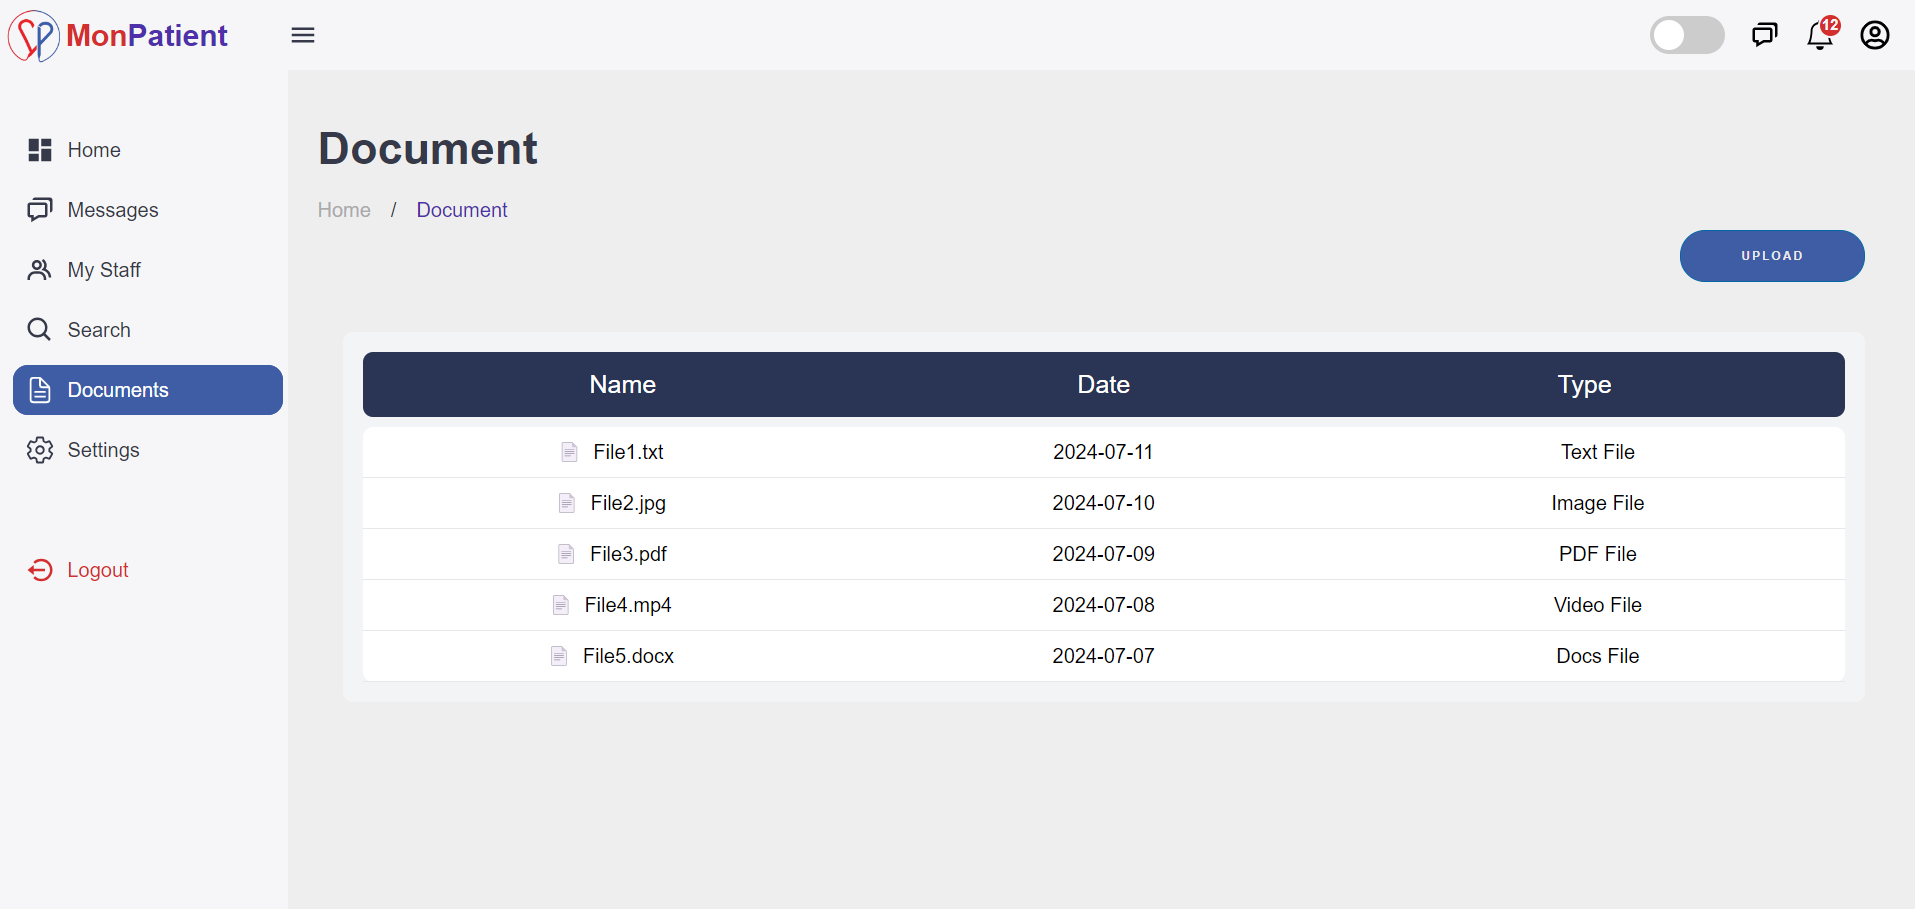 MonPatient
12
Home
Messages
My Staff
Search
Documents
Settings
Logout
Document
Home / Document
UPLOAD
Name Date Type
File1.txt 2024-07-11 Text File
File2.jpg 2024-07-10 Image File
File3.pdf 2024-07-09 PDF File
File4.mp4 2024-07-08 Video File
File5.docx 2024-07-07 Docs File